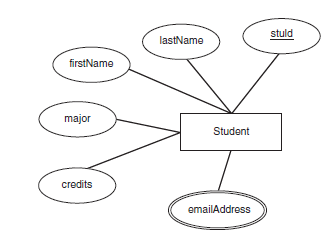 stuId
lastName
firstName
major
Student
credits
emailAddress